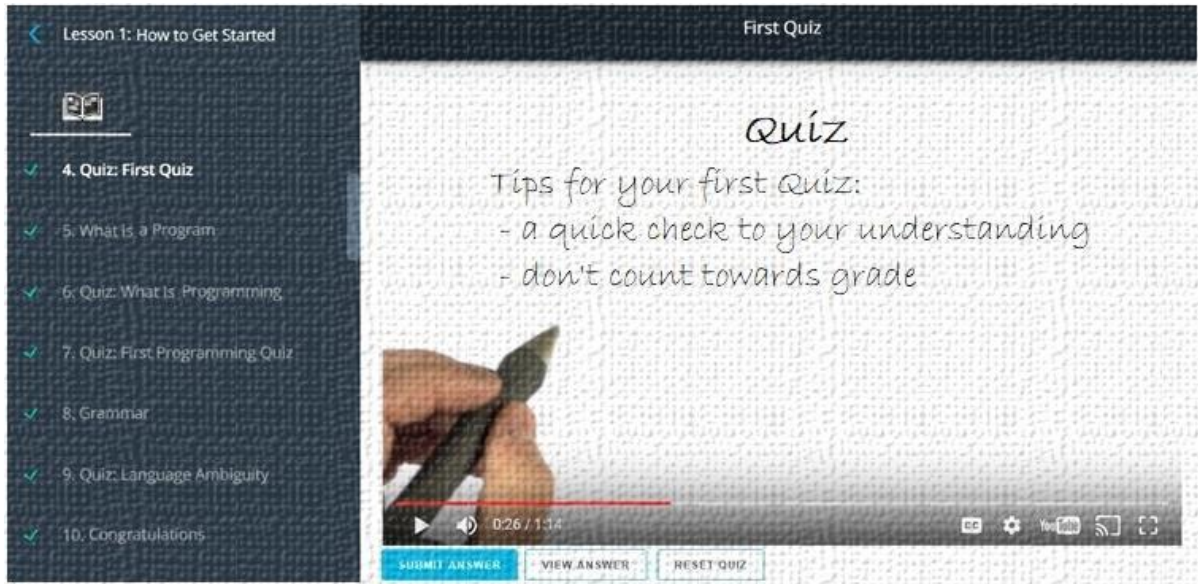 Lesson 1: How to Get Started
First Quiz
4. Quiz: First Quiz
5. What is a Program
6. Quiz: What is Programming
7. Quiz: First Programming Quiz
8. Grammar
9. Quiz: Language Ambiguity
10. Congratulations
Quiz
Tips for your first Quiz:
- a quick check to your understanding
- don't count towards grade
0:26 / 1:14
CC
YouTube
SUBMIT ANSWER
VIEW ANSWER
RESET QUIZ